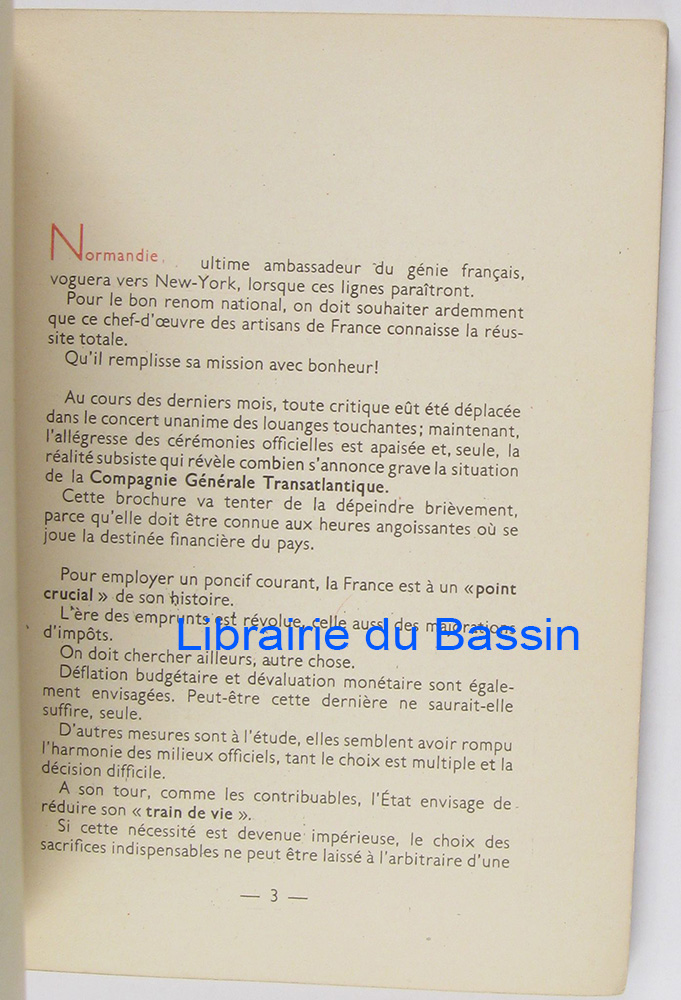 Normandie, ultime ambassadeur du génie français,
voguera vers New-York, lorsque ces lignes paraîtront.
Pour le bon renom national, on doit souhaiter ardemment
que ce chef-d'œuvre des artisans de France connaisse la réus-
site totale.
Qu'il remplisse sa mission avec bonheur!
Au cours des derniers mois, toute critique eût été déplacée
dans le concert unanime des louanges touchantes; maintenant,
l'allégresse des cérémonies officielles est apaisée et, seule, la
réalité subsiste qui révèle combien s'annonce grave la situation
de la Compagnie Générale Transatlantique.
Cette brochure va tenter de la dépeindre brièvement,
parce qu'elle doit être connue aux heures angoissantes où se
joue la destinée financière du pays.
Pour employer un poncif courant, la France est à un «point
crucial» de son histoire.
L'ère des emprunts est révolue, celle aussi des majorations
d'impôts.
Librairie du Bassin
On doit chercher ailleurs, autre chose.
Déflation budgétaire et dévaluation monétaire sont égale-
ment envisagées. Peut-être cette dernière ne saurait-elle
suffire, seule.
D'autres mesures sont à l'étude, elles semblent avoir rompu
l'harmonie des milieux officiels, tant le choix est multiple et la
décision difficile.
A son tour, comme les contribuables, l'État envisage de
réduire son « train de vie ».
Si cette nécessité est devenue impérieuse, le choix des
sacrifices indispensables ne peut être laissé à l'arbitraire d'une
— 3 —